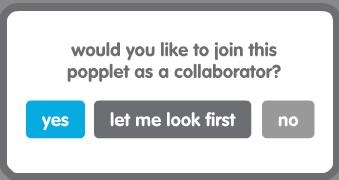 would you like to join this
popplet as a collaborator?
yes let me look first no